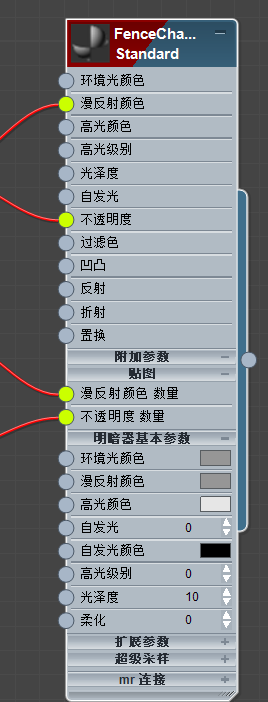 FenceCha...
Standard
环境光颜色
漫反射颜色
高光颜色
高光级别
光泽度
自发光
不透明度
过滤色
凹凸
反射
折射
置换
附加参数
贴图
漫反射颜色 数量
不透明度 数量
明暗器基本参数
环境光颜色
漫反射颜色
高光颜色
自发光 0
自发光颜色
高光级别 0
光泽度 10
柔化 0
扩展参数
超级采样
mr 连接